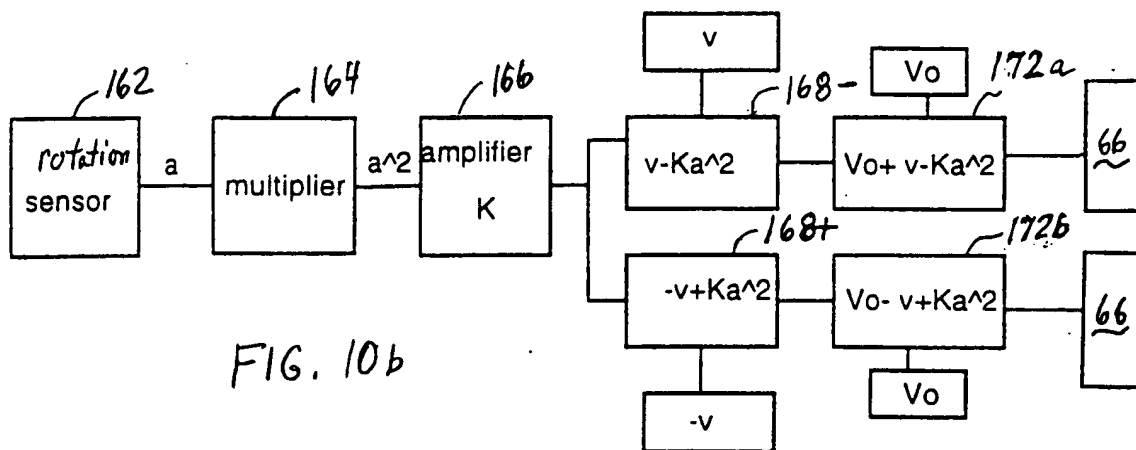 v
162
164
166
168-
Vo
172a
rotation
sensor
a
multiplier
a^2
amplifier
K
v-Ka^2
Vo+ v-Ka^2
66
168+
172b
-v+Ka^2
Vo- v+Ka^2
66
FIG. 10b
-v
Vo